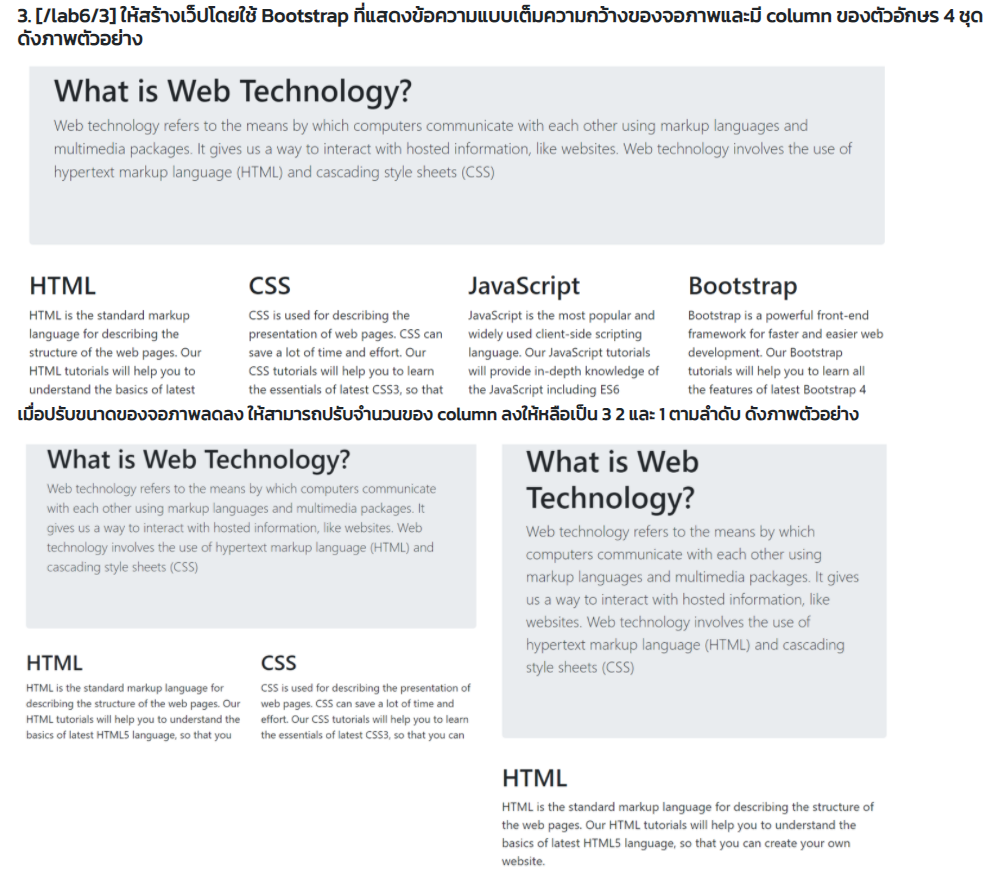 3. [/lab6/3] ให้สร้างเว็ปโดยใช้ Bootstrap ที่แสดงข้อความแบบเต็มความกว้างของจอภาพและมี column ของตัวอักษร 4 ชุด
ดังภาพตัวอย่าง
What is Web Technology?
Web technology refers to the means by which computers communicate with each other using markup languages and
multimedia packages. It gives us a way to interact with hosted information, like websites. Web technology involves the use of
hypertext markup language (HTML) and cascading style sheets (CSS)
HTML
HTML is the standard markup
language for describing the
structure of the web pages. Our
HTML tutorials will help you to
understand the basics of latest
CSS
CSS is used for describing the
presentation of web pages. CSS can
save a lot of time and effort. Our
CSS tutorials will help you to learn
the essentials of latest CSS3, so that
JavaScript
JavaScript is the most popular and
widely used client-side scripting
language. Our JavaScript tutorials
will provide in-depth knowledge of
the JavaScript including ES6
Bootstrap
Bootstrap is a powerful front-end
framework for faster and easier web
development. Our Bootstrap
tutorials will help you to learn all
the features of latest Bootstrap 4
เมื่อปรับขนาดของจอภาพลดลง ให้สามารถปรับจำนวนของ column ลงให้หลือเป็น 3 2 และ 1 ตามลำดับ ดังภาพตัวอย่าง
What is Web Technology?
Web technology refers to the means by which computers communicate
with each other using markup languages and multimedia packages. It
gives us a way to interact with hosted information, like websites. Web
technology involves the use of hypertext markup language (HTML) and
cascading style sheets (CSS)
HTML
HTML is the standard markup language for
describing the structure of the web pages. Our
HTML tutorials will help you to understand the
basics of latest HTML5 language, so that you
CSS
CSS is used for describing the presentation of
web pages. CSS can save a lot of time and
effort. Our CSS tutorials will help you to learn
the essentials of latest CSS3, so that you can
What is Web
Technology?
Web technology refers to the means by which
computers communicate with each other using
markup languages and multimedia packages. It gives
us a way to interact with hosted information, like
websites. Web technology involves the use of
hypertext markup language (HTML) and cascading
style sheets (CSS)
HTML
HTML is the standard markup language for describing the structure of
the web pages. Our HTML tutorials will help you to understand the
basics of latest HTML5 language, so that you can create your own
website.